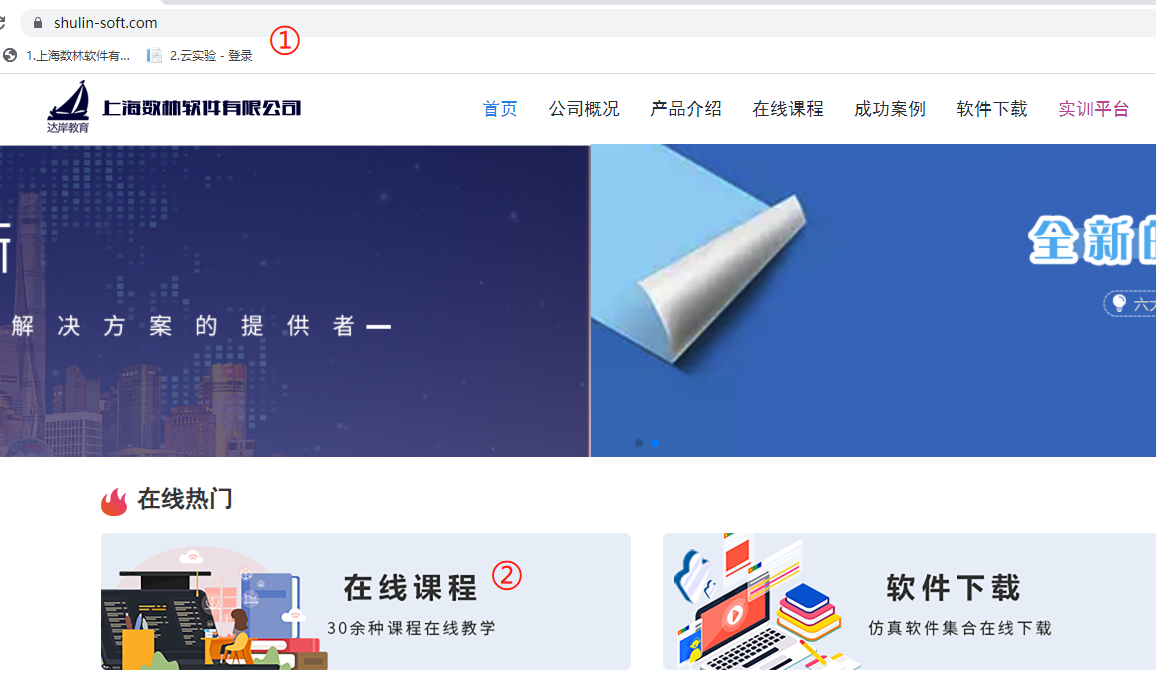 shulin-soft.com
1.上海数林软件有... 2.云实验 - 登录 ①
达岸教育
上海数林软件有限公司
首页 公司概况 产品介绍 在线课程 成功案例 软件下载 实训平台
解决方案的提供者
全新
六大
在线热门
在线课程 ②
30余种课程在线教学
软件下载
仿真软件集合在线下载